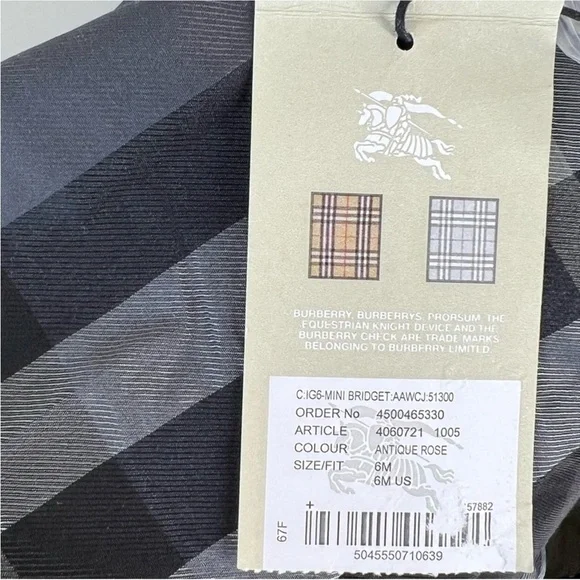 BURBERRY, BURBERRYS, PRORSUM, THE
EQUESTRIAN KNIGHT DEVICE AND THE
BURBERRY CHECK ARE TRADE MARKS
BELONGING TO BURBERRY LIMITED.
C:IG6-MINI BRIDGET:AAWCJ:51300
ORDER No 4500465330
ARTICLE 4060721 1005
COLOUR ANTIQUE ROSE
SIZE/FIT 6M
6M US
+ 57882
67F
5045550710639